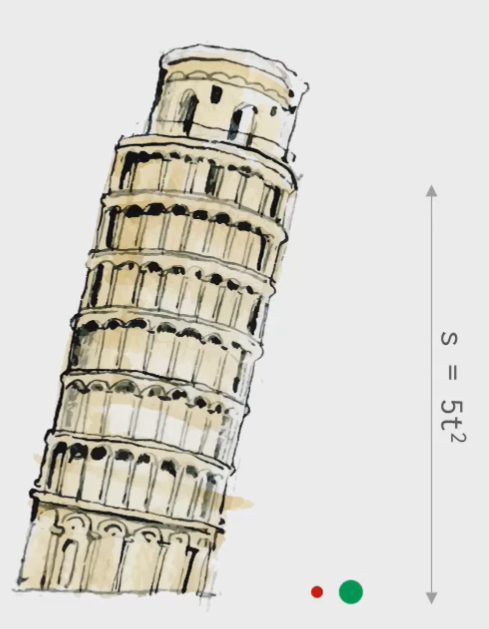 s = 5t²